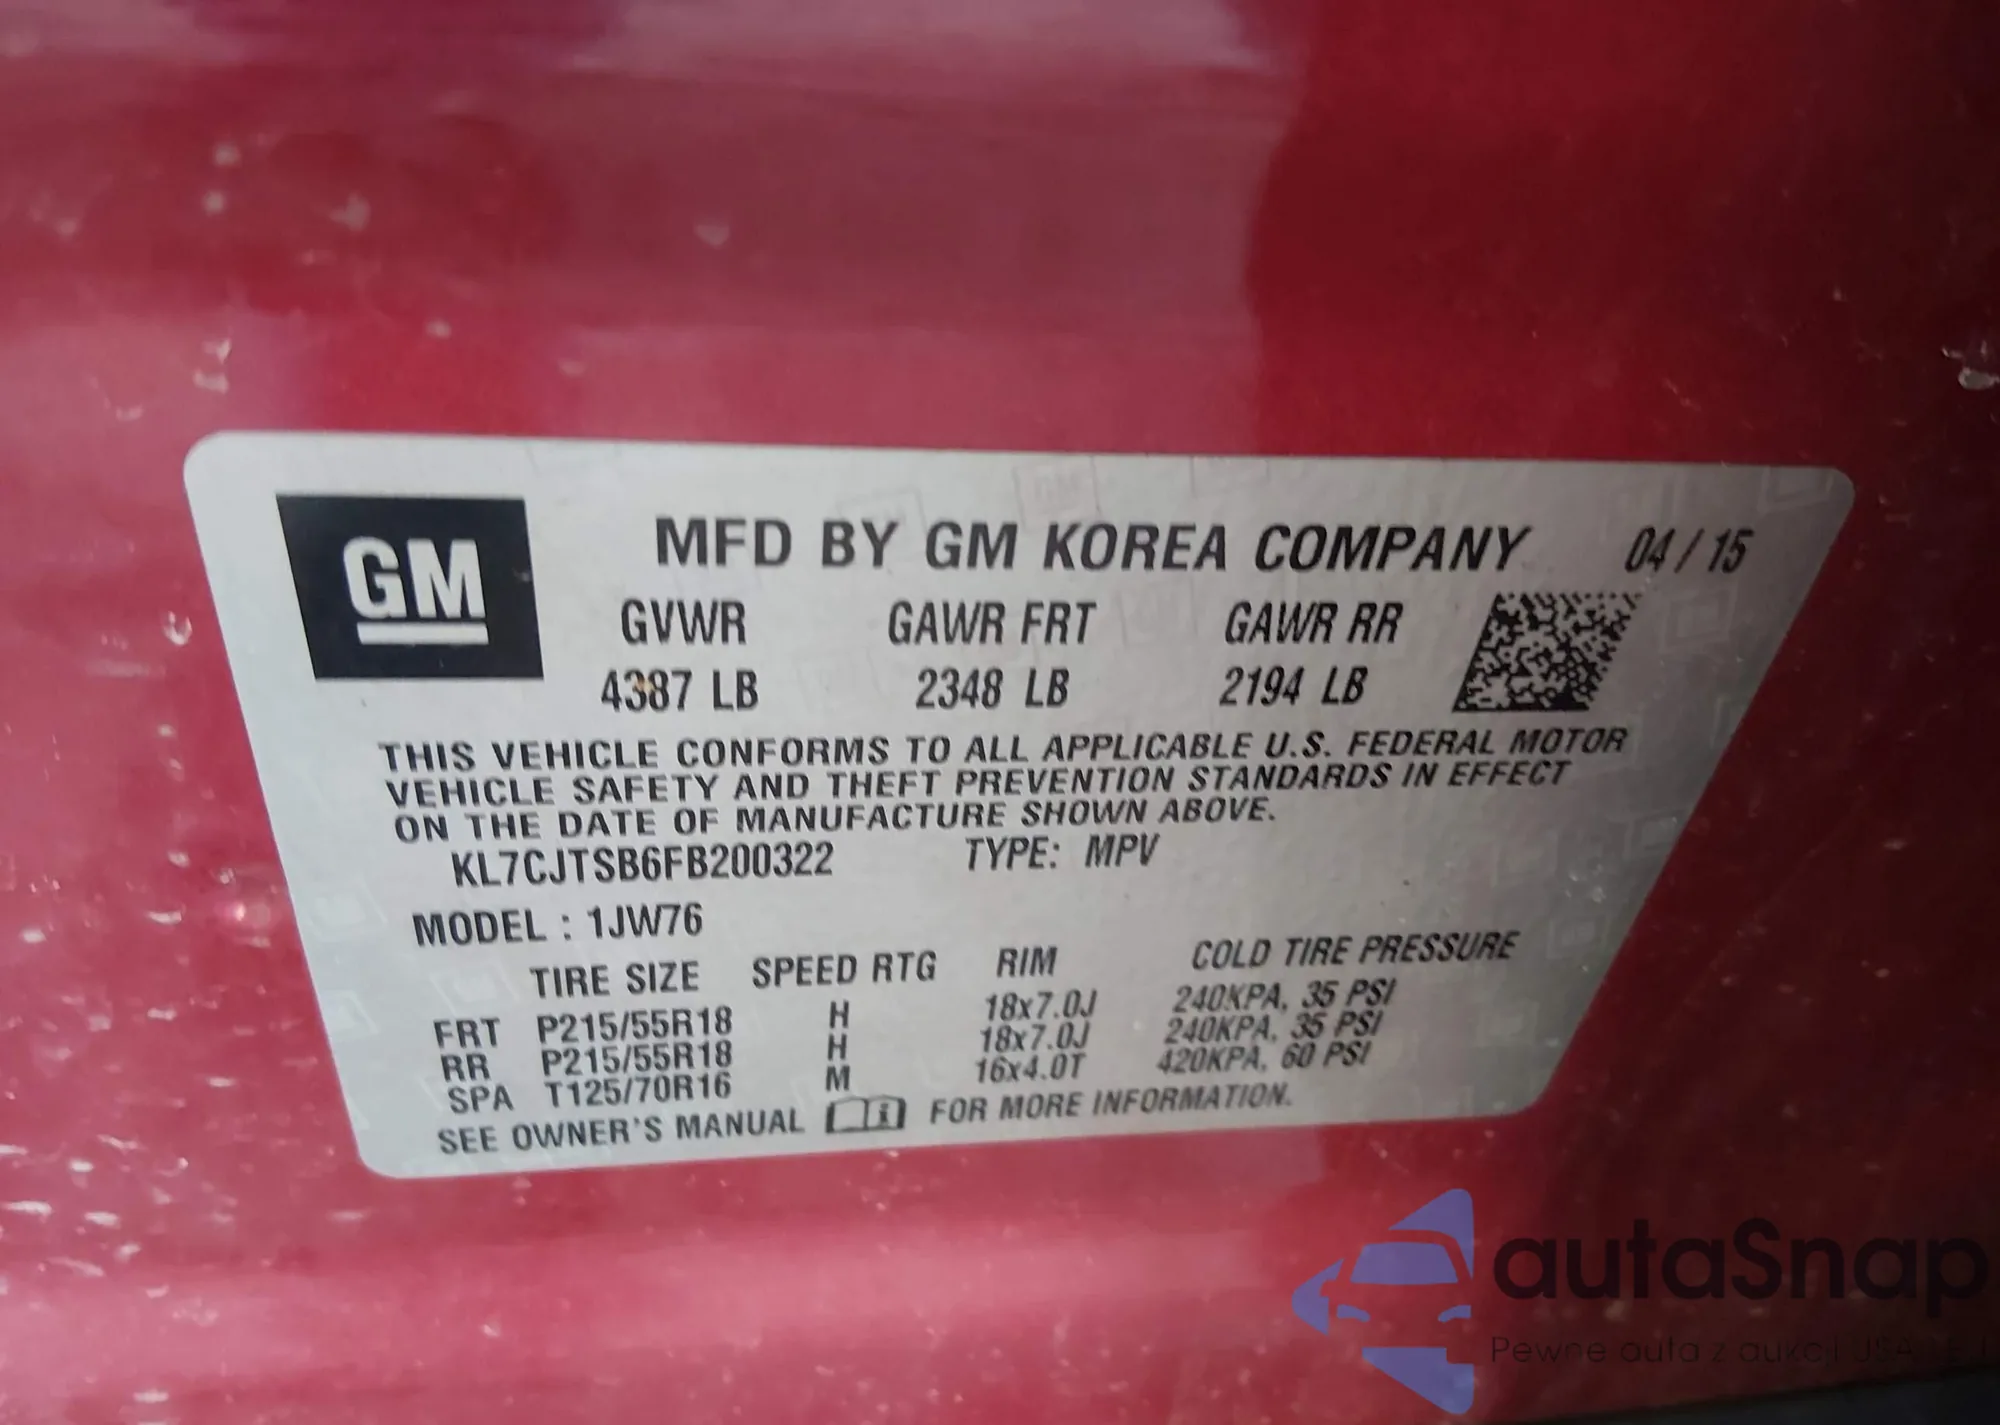 GM
MFD BY GM KOREA COMPANY 04/15
GVWR GAWR FRT GAWR RR
4387 LB 2348 LB 2194 LB
THIS VEHICLE CONFORMS TO ALL APPLICABLE U.S. FEDERAL MOTOR
VEHICLE SAFETY AND THEFT PREVENTION STANDARDS IN EFFECT
ON THE DATE OF MANUFACTURE SHOWN ABOVE.
KL7CJTSB6FB200322 TYPE: MPV
MODEL : 1JW76
TIRE SIZE SPEED RTG RIM COLD TIRE PRESSURE
FRT P215/55R18 H 18x7.0J 240KPA, 35 PSI
RR P215/55R18 H 18x7.0J 240KPA, 35 PSI
SPA T125/70R16 M 16x4.0T 420KPA, 60 PSI
SEE OWNER'S MANUAL FOR MORE INFORMATION.
autaSnap
Pewne auta z aukcji USA